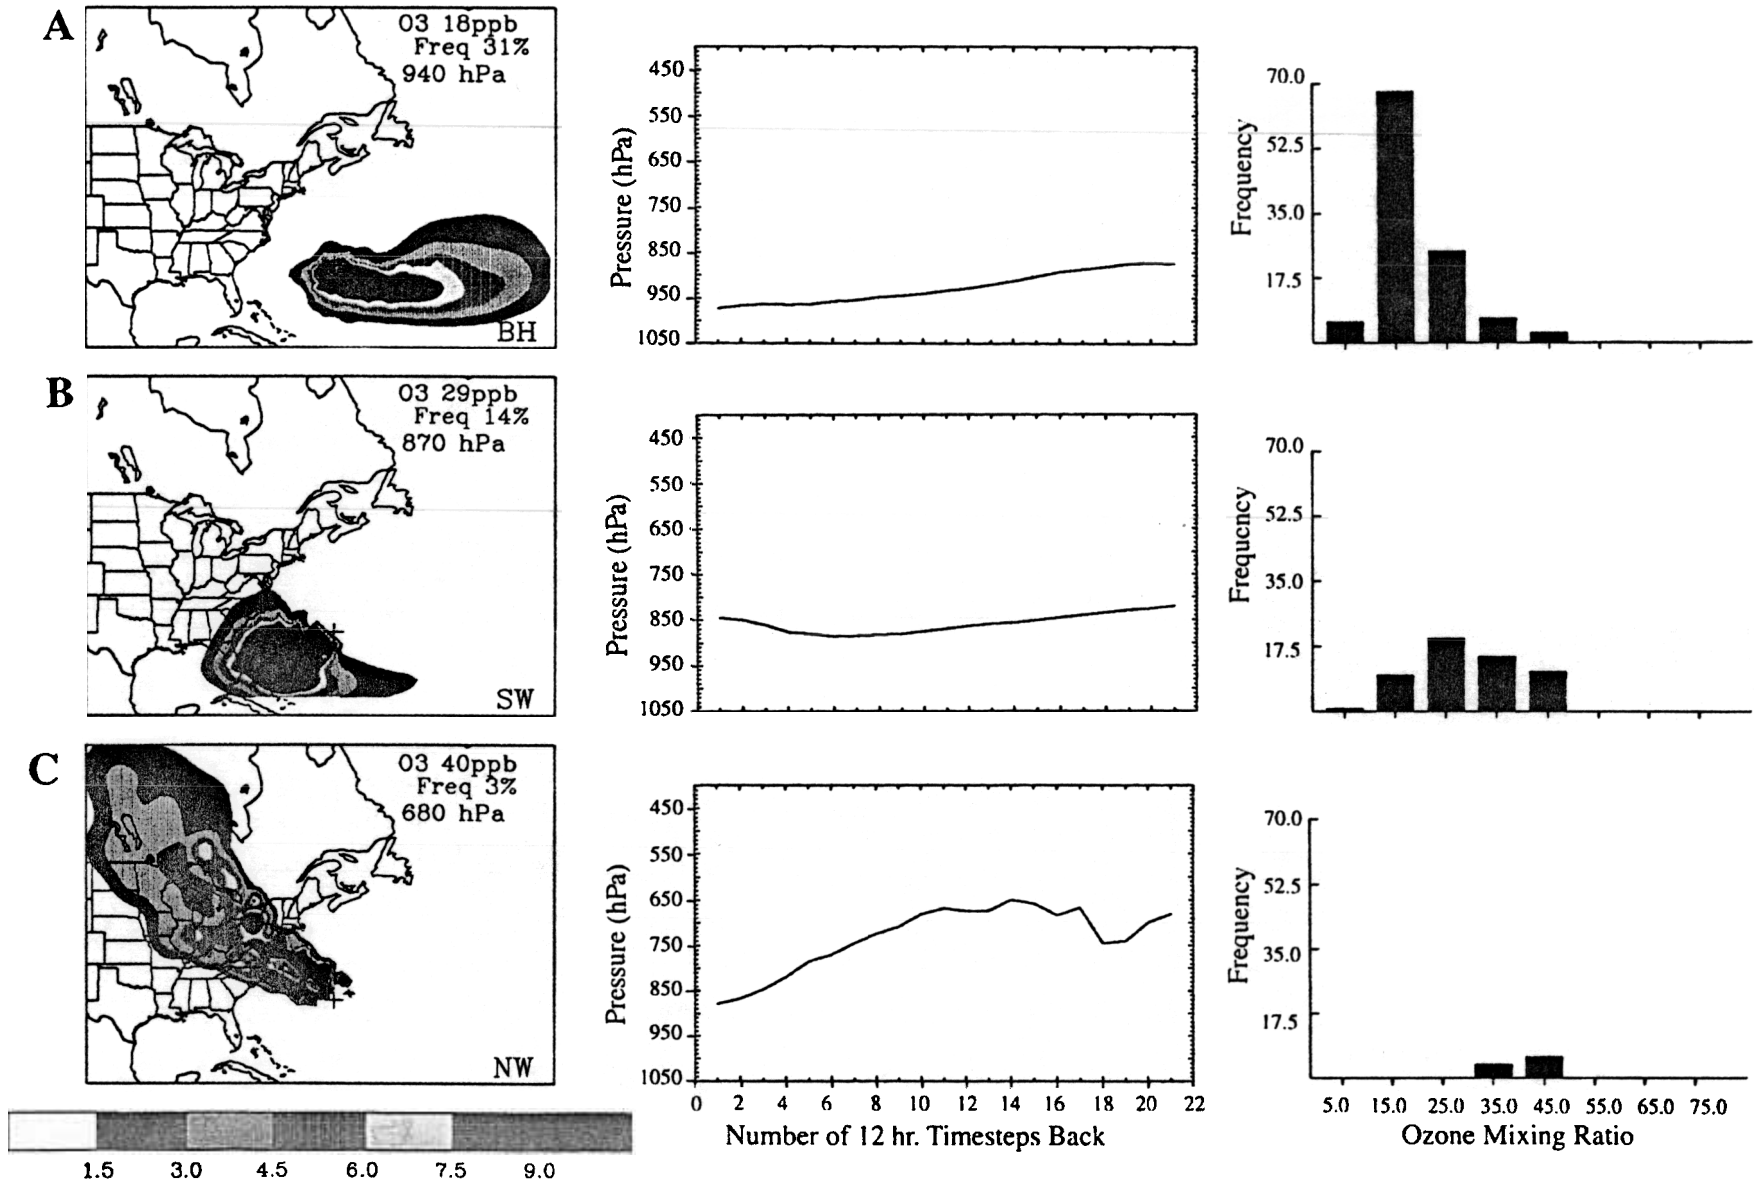 A
O3 18ppb
Freq 31%
940 hPa
BH
Pressure (hPa)
450
550
650
750
850
950
1050
Frequency
70.0
52.5
35.0
17.5
B
O3 29ppb
Freq 14%
870 hPa
SW
Pressure (hPa)
450
550
650
750
850
950
1050
Frequency
70.0
52.5
35.0
17.5
C
O3 40ppb
Freq 3%
680 hPa
NW
Pressure (hPa)
450
550
650
750
850
950
1050
0 2 4 6 8 10 12 14 16 18 20 22
Number of 12 hr. Timesteps Back
Frequency
70.0
52.5
35.0
17.5
5.0 15.0 25.0 35.0 45.0 55.0 65.0 75.0
Ozone Mixing Ratio
1.5 3.0 4.5 6.0 7.5 9.0